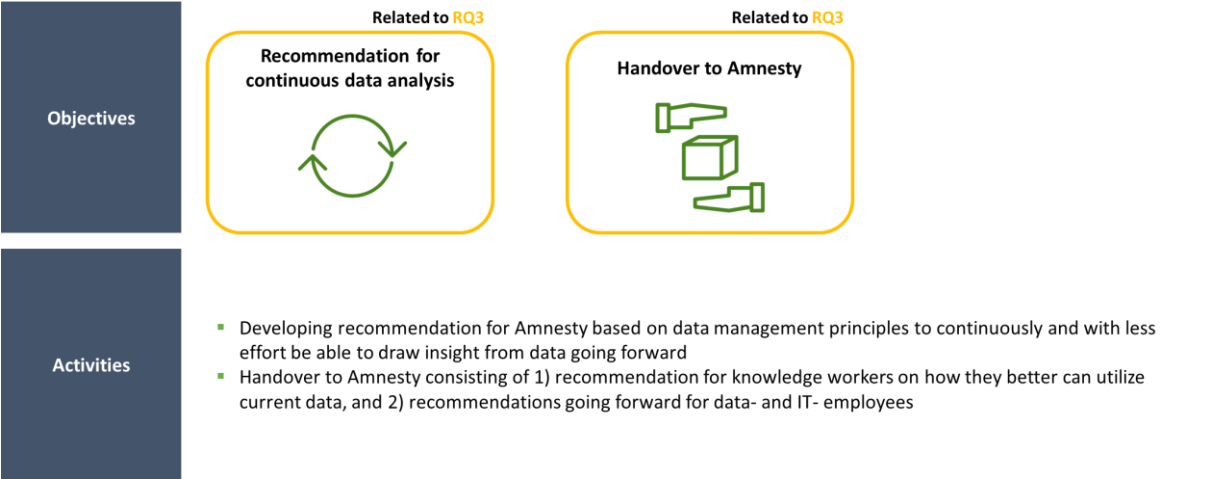 Related to RQ3
Related to RQ3
Objectives
Recommendation for
continuous data analysis
Handover to Amnesty
Activities
▪ Developing recommendation for Amnesty based on data management principles to continuously and with less
effort be able to draw insight from data going forward
▪ Handover to Amnesty consisting of 1) recommendation for knowledge workers on how they better can utilize
current data, and 2) recommendations going forward for data- and IT- employees